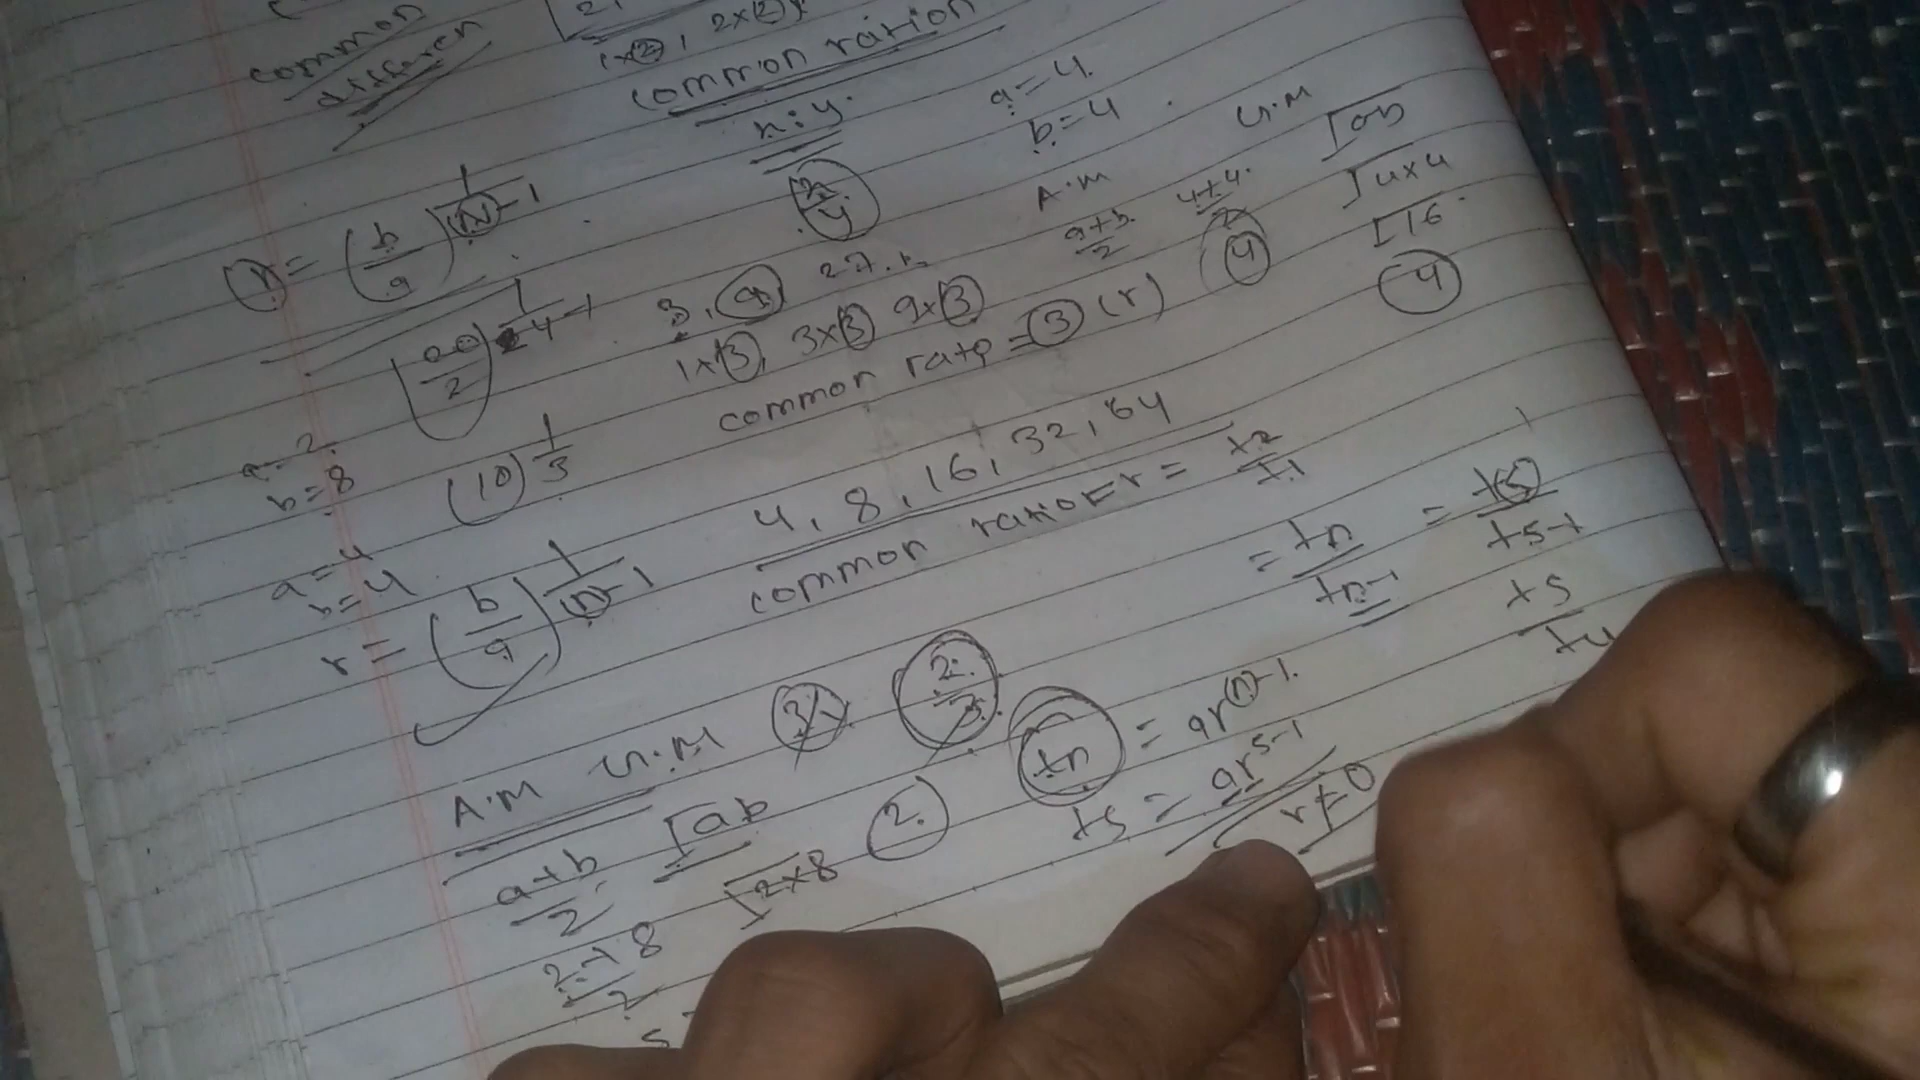 common
differen
1×2, 2×2
common ration
x:y
x/y
a=4
b=4
G.M
√ab
√4×4
√16
4
A.M
a+b/2
4+4/2
4
r = (b/a)^1/(n)-1
3, 9, 27
1×3, 3×3 9×3
common ratio = 3 (r)
b=8
(10)^1/3
4, 8, 16, 32, 64
common ratio=r = t2/t1
= tn/tn-1 = t(5)/t5-1
t5/t4
a=4
b=4
r = (b/a)^1/(n)-1
A.M G.M
a+b/2 √ab
2+8/2 √2×8
5
2
tn = ar^(n)-1
t5 = ar^5-1
r≠0